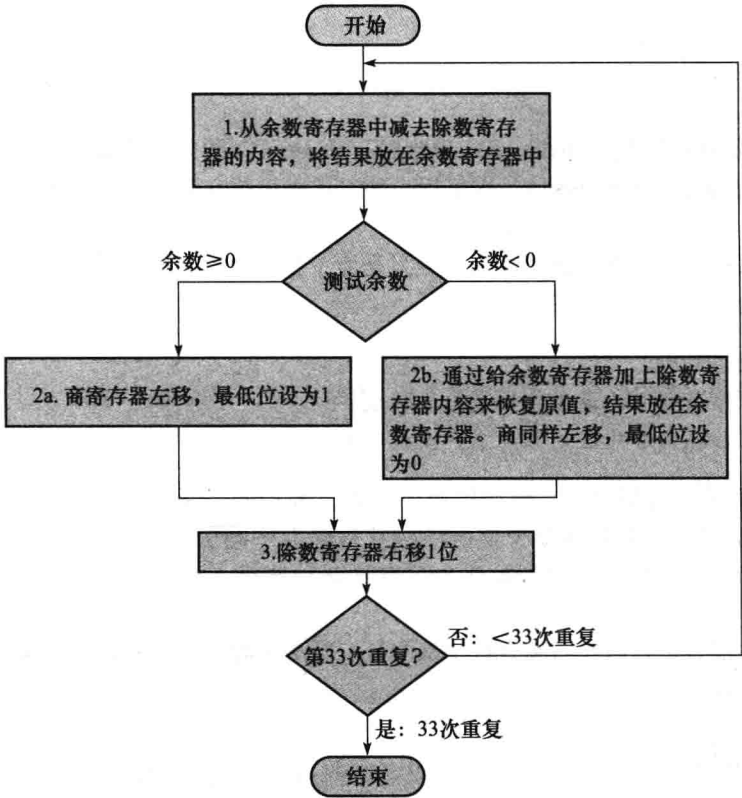 开始
1.从余数寄存器中减去除数寄存
器的内容，将结果放在余数寄存器中
测试余数
余数≥0
余数<0
2a. 商寄存器左移，最低位设为1
2b. 通过给余数寄存器加上除数寄
存器内容来恢复原值，结果放在余
数寄存器。商同样左移，最低位设
为0
3.除数寄存器右移1位
第33次重复？
否：<33次重复
是：33次重复
结束